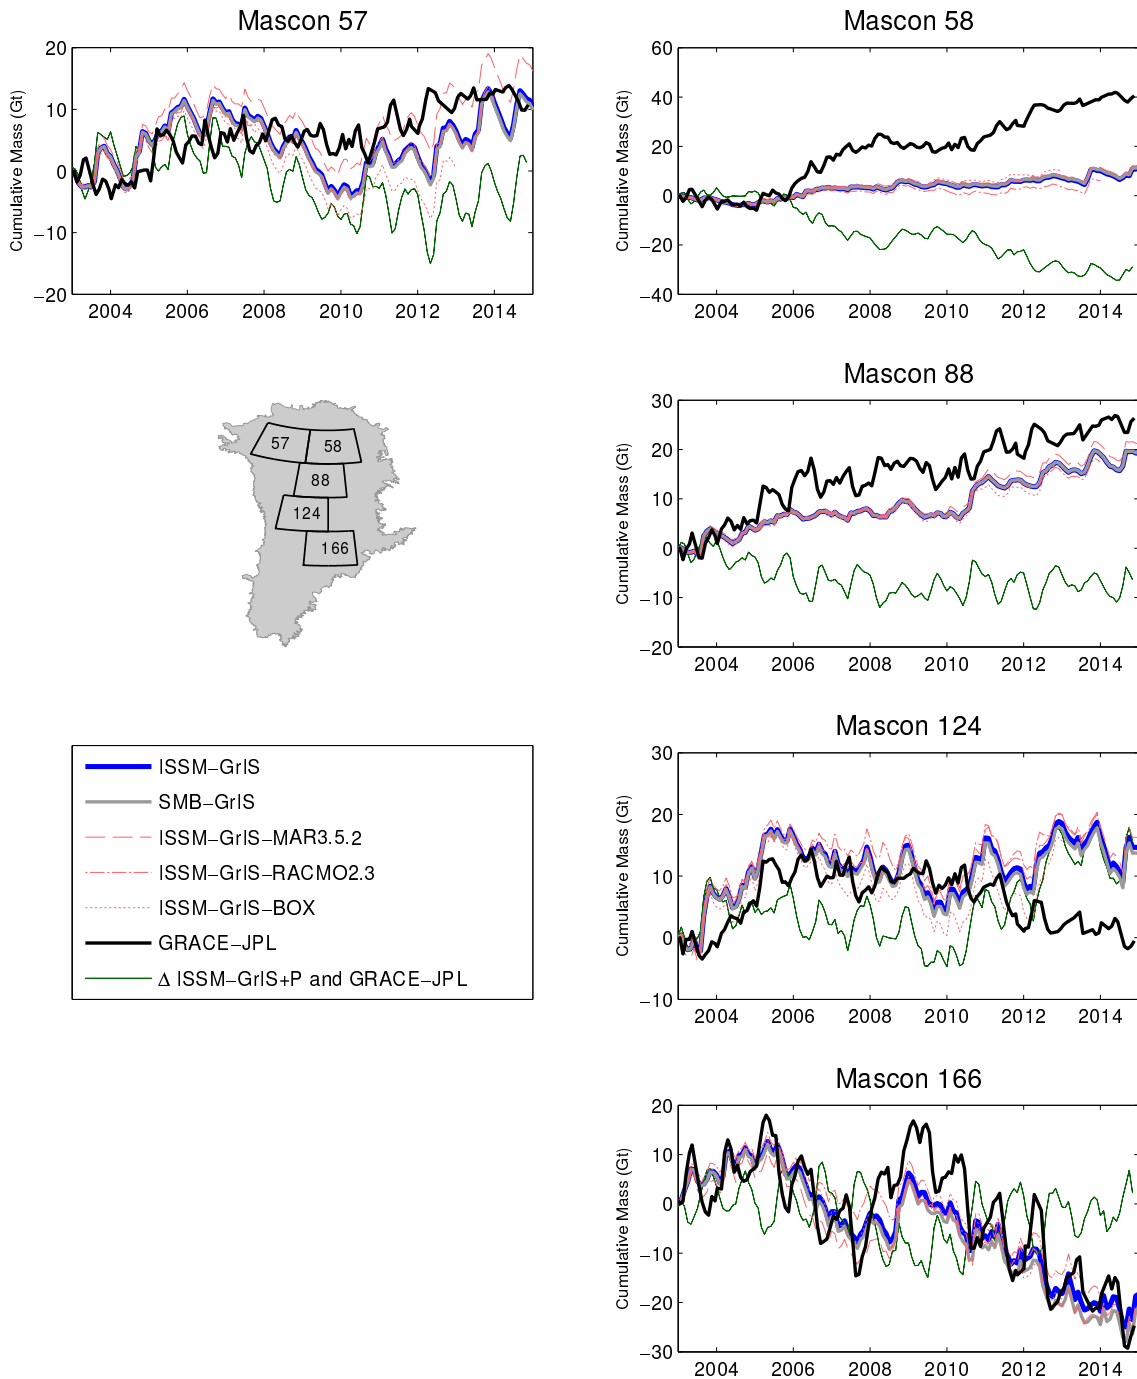 Mascon 57
Cumulative Mass (Gt)
20
10
0
−10
−20
2004 2006 2008 2010 2012 2014
Mascon 58
Cumulative Mass (Gt)
60
40
20
0
−20
−40
2004 2006 2008 2010 2012 2014
57
58
88
124
166
Mascon 88
Cumulative Mass (Gt)
30
20
10
0
−10
−20
2004 2006 2008 2010 2012 2014
ISSM−GrIS
SMB−GrIS
ISSM−GrIS−MAR3.5.2
ISSM−GrIS−RACMO2.3
ISSM−GrIS−BOX
GRACE−JPL
Δ ISSM−GrIS+P and GRACE−JPL
Mascon 124
Cumulative Mass (Gt)
30
20
10
0
−10
2004 2006 2008 2010 2012 2014
Mascon 166
Cumulative Mass (Gt)
20
10
0
−10
−20
−30
2004 2006 2008 2010 2012 2014